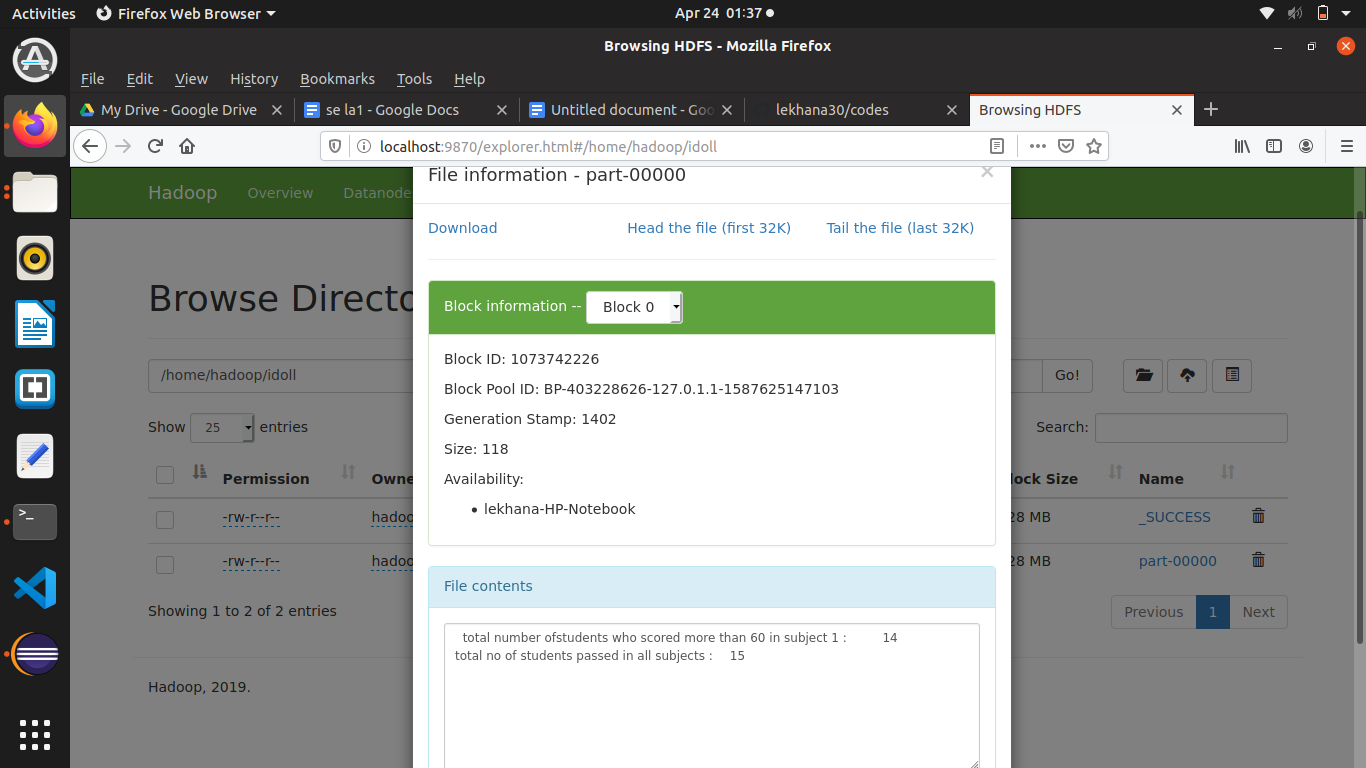 Activities Firefox Web Browser Apr 24 01:37
Browsing HDFS - Mozilla Firefox
File Edit View History Bookmarks Tools Help
My Drive - Google Drive se la1 - Google Docs Untitled document - Goo lekhana30/codes Browsing HDFS
localhost:9870/explorer.html#/home/hadoop/idoll
File information - part-00000
Hadoop Overview Datanode
Download Head the file (first 32K) Tail the file (last 32K)
Browse Directo
Block information -- Block 0
Block ID: 1073742226
/home/hadoop/idoll Go!
Block Pool ID: BP-403228626-127.0.1.1-1587625147103
Generation Stamp: 1402
Show 25 entries Search:
Size: 118
Permission Owne lock Size Name
Availability:
lekhana-HP-Notebook
-rw-r--r-- hadoo 28 MB _SUCCESS
-rw-r--r-- hadoo 28 MB part-00000
File contents
Showing 1 to 2 of 2 entries Previous 1 Next
total number ofstudents who scored more than 60 in subject 1 : 14
total no of students passed in all subjects : 15
Hadoop, 2019.